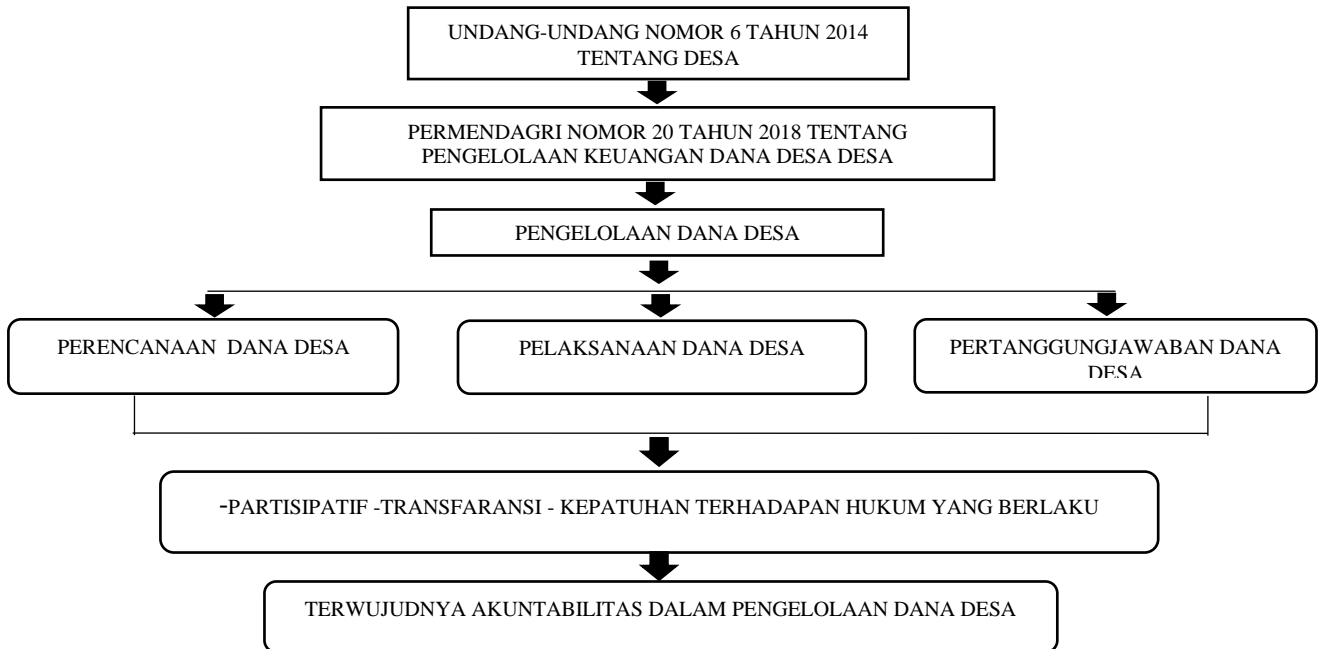 UNDANG-UNDANG NOMOR 6 TAHUN 2014
TENTANG DESA
PERMENDAGRI NOMOR 20 TAHUN 2018 TENTANG
PENGELOLAAN KEUANGAN DANA DESA DESA
PENGELOLAAN DANA DESA
PERENCANAAN DANA DESA
PELAKSANAAN DANA DESA
PERTANGGUNGJAWABAN DANA
DESA
-PARTISIPATIF -TRANSFARANSI - KEPATUHAN TERHADAPAN HUKUM YANG BERLAKU
TERWUJUDNYA AKUNTABILITAS DALAM PENGELOLAAN DANA DESA